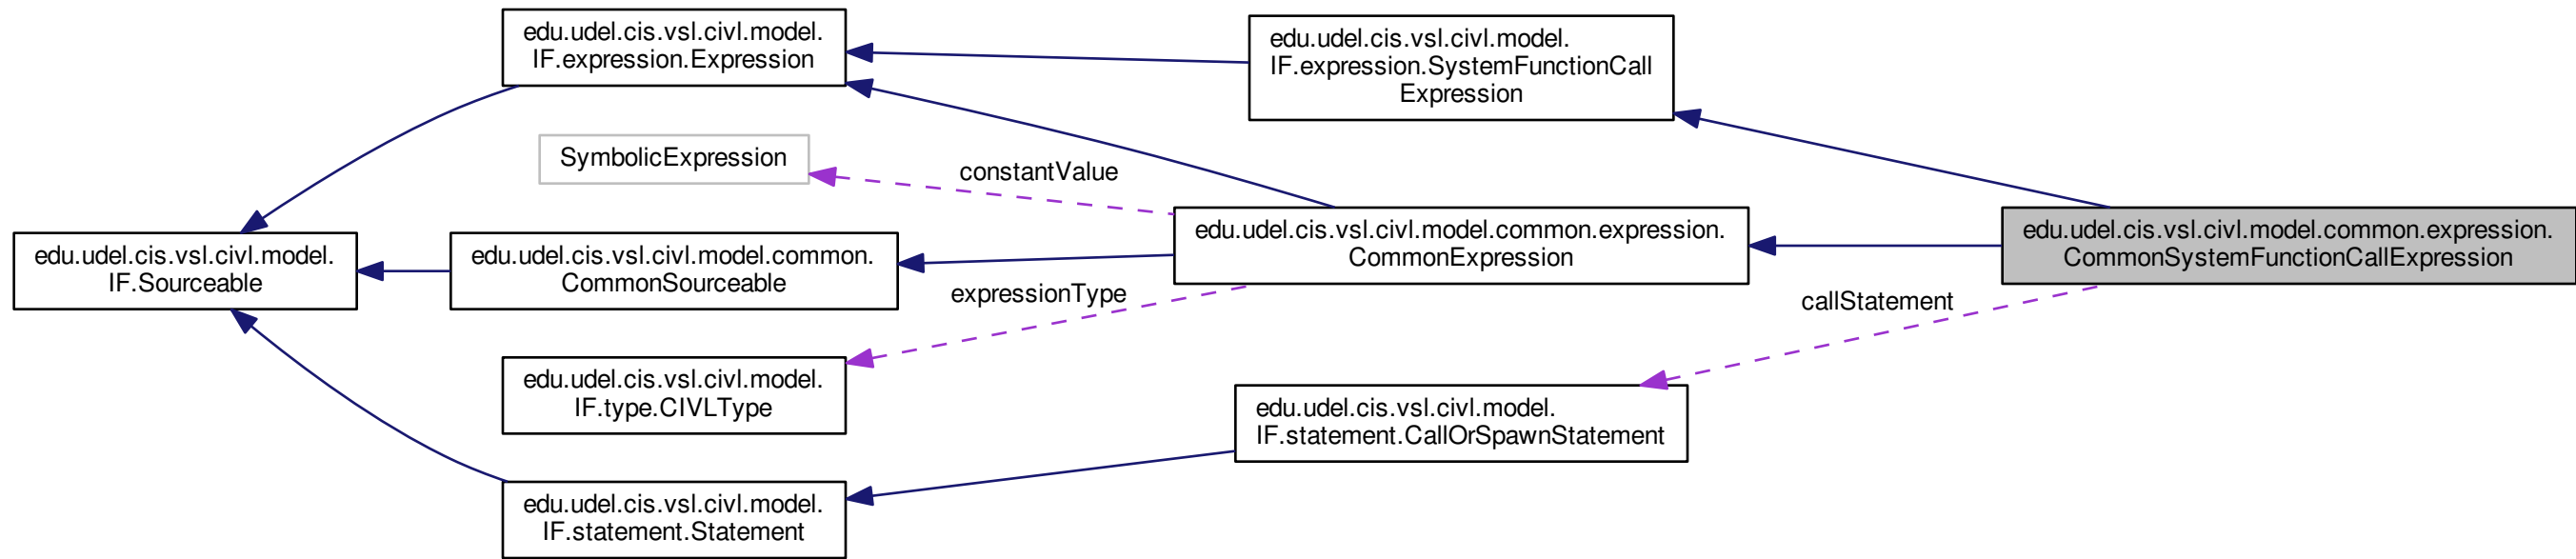 edu.udel.cis.vsl.civl.model.
IF.expression.Expression
edu.udel.cis.vsl.civl.model.
IF.expression.SystemFunctionCall
Expression
SymbolicExpression
constantValue
edu.udel.cis.vsl.civl.model.
IF.Sourceable
edu.udel.cis.vsl.civl.model.common.
CommonSourceable
edu.udel.cis.vsl.civl.model.common.expression.
CommonExpression
edu.udel.cis.vsl.civl.model.common.expression.
CommonSystemFunctionCallExpression
expressionType
callStatement
edu.udel.cis.vsl.civl.model.
IF.type.CIVLType
edu.udel.cis.vsl.civl.model.
IF.statement.CallOrSpawnStatement
edu.udel.cis.vsl.civl.model.
IF.statement.Statement